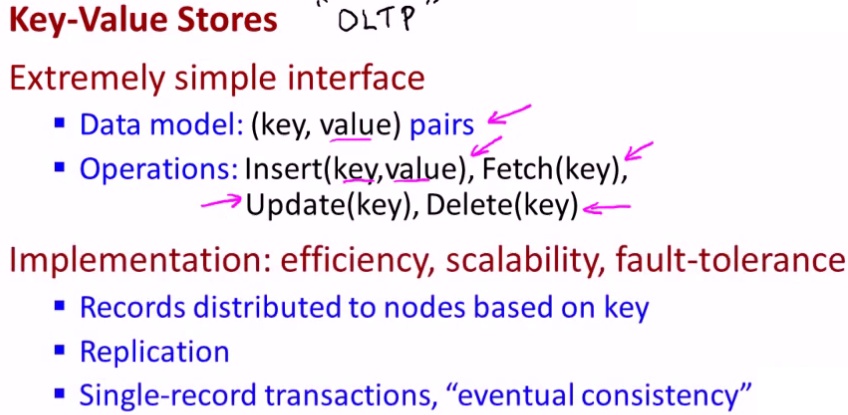 Key-Value Stores "OLTP"
Extremely simple interface
▪ Data model: (key, value) pairs
▪ Operations: Insert(key,value), Fetch(key),
Update(key), Delete(key)
Implementation: efficiency, scalability, fault-tolerance
▪ Records distributed to nodes based on key
▪ Replication
▪ Single-record transactions, “eventual consistency”